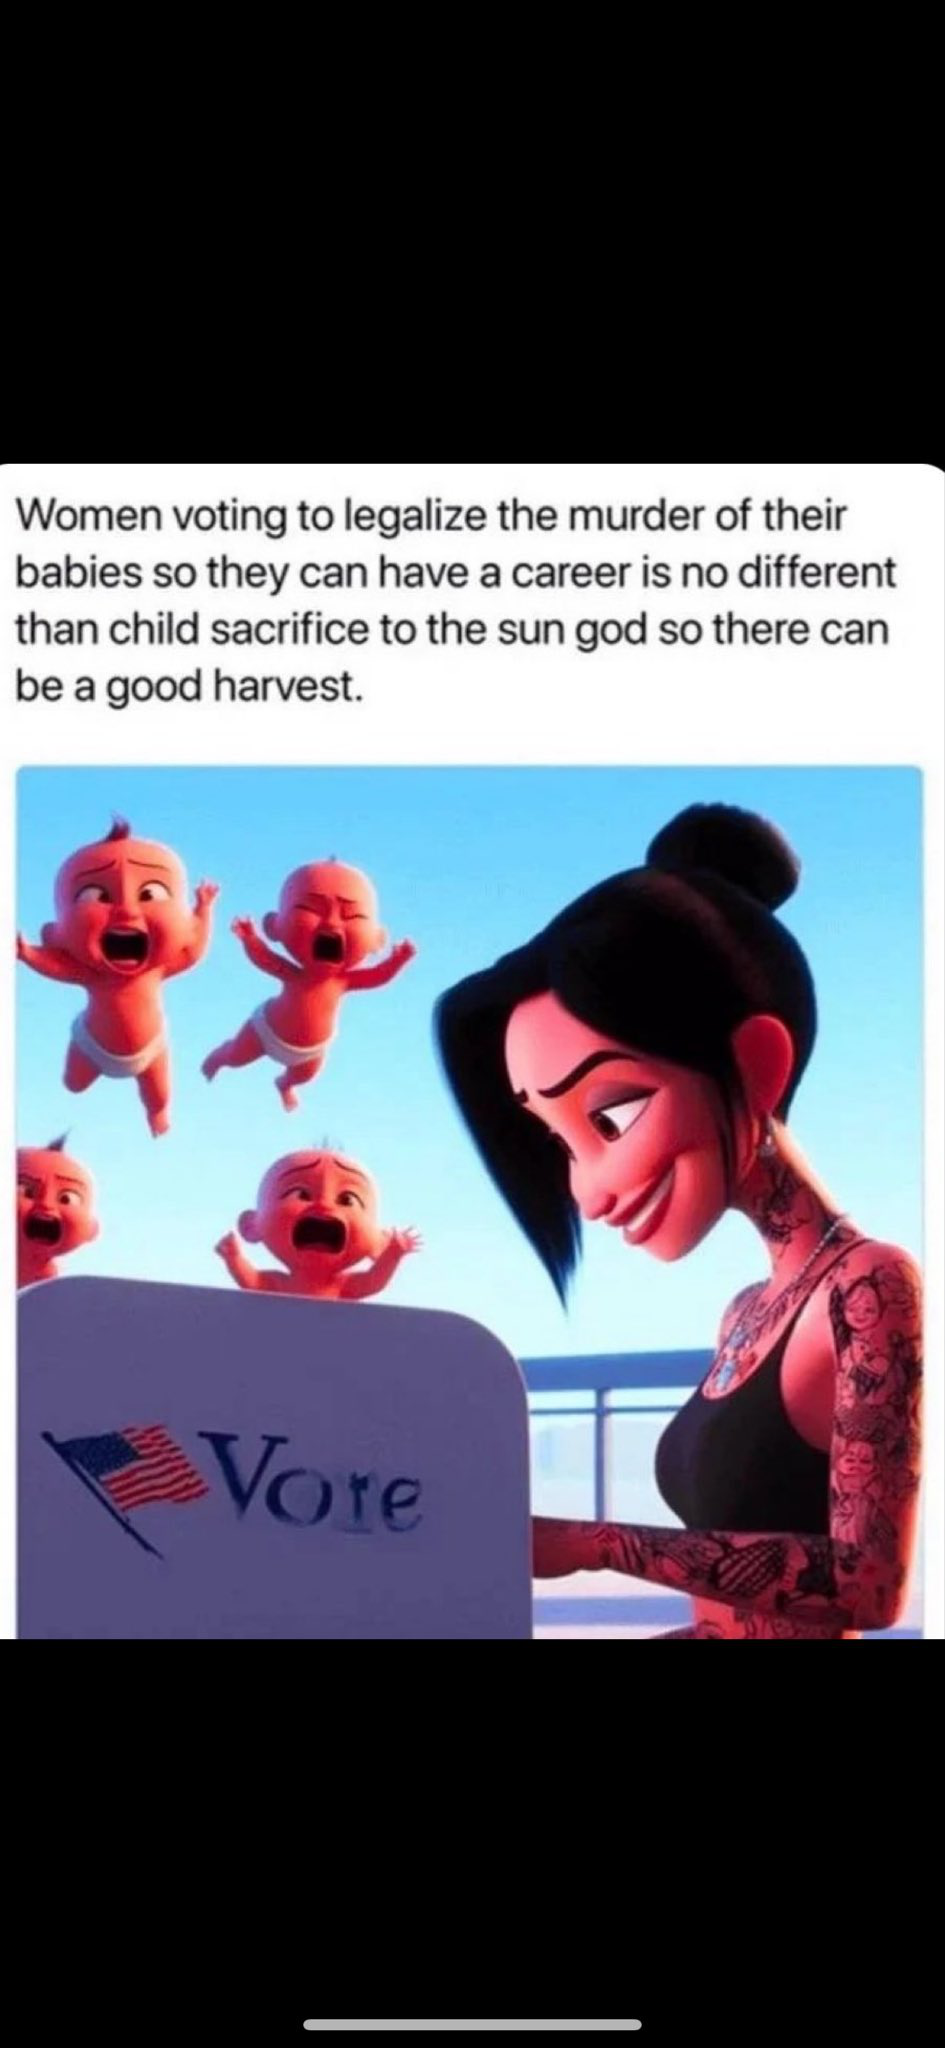 Women voting to legalize the murder of their
babies so they can have a career is no different
than child sacrifice to the sun god so there can
be a good harvest.
Vote